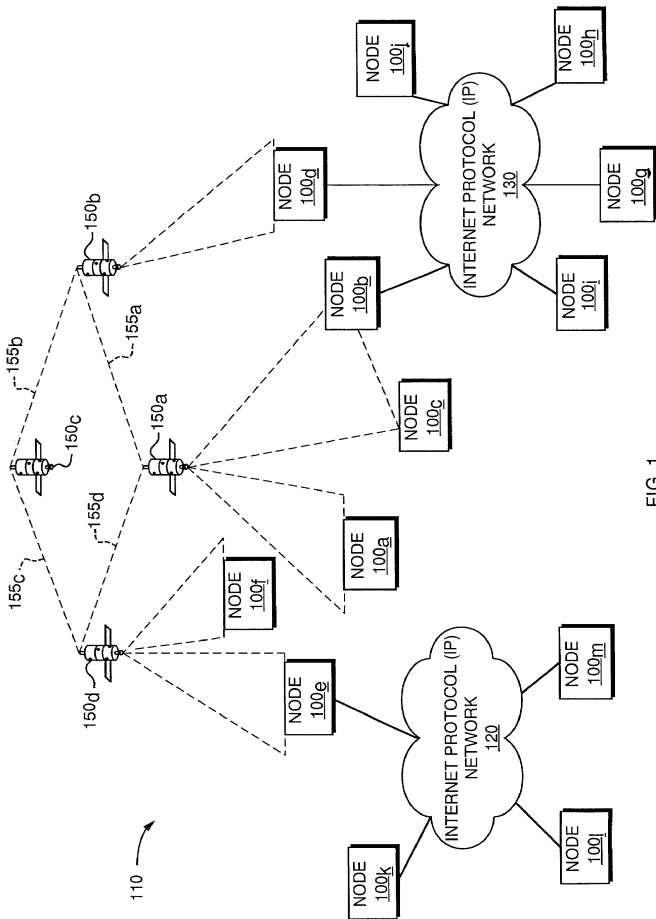 155b
155c
150c
150b
150d
155d
155a
150a
110
NODE
100f
NODE
100e
NODE
100d
NODE
100a
NODE
100b
NODE
100c
NODE
100j
NODE
100k
INTERNET PROTOCOL (IP)
NETWORK
120
INTERNET PROTOCOL (IP)
NETWORK
130
NODE
100l
NODE
100m
NODE
100i
NODE
100g
NODE
100h
FIG. 1